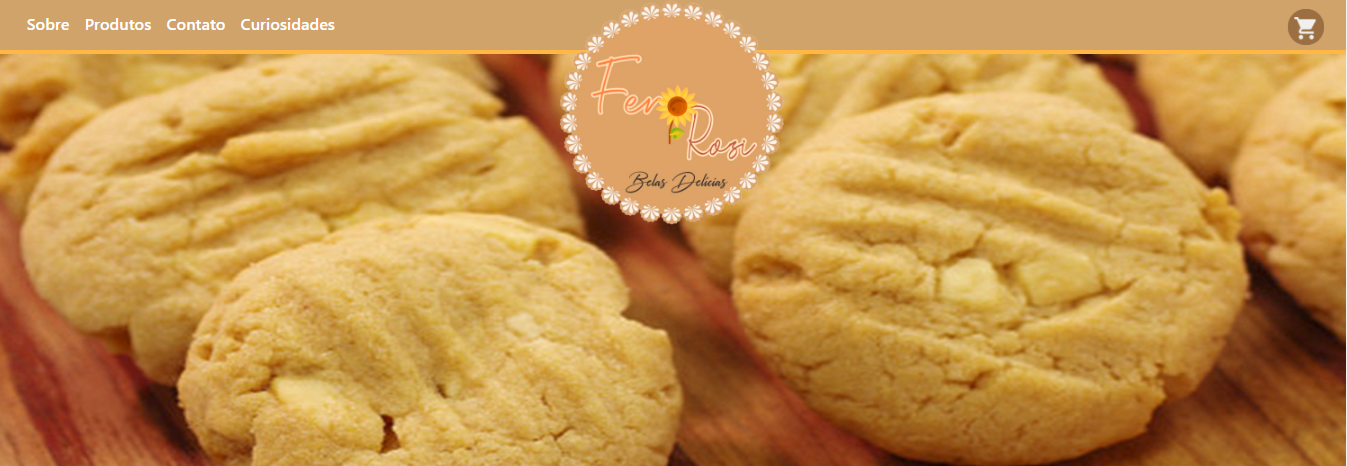 Sobre Produtos Contato Curiosidades
Fer
Rosi
Belas Delícias